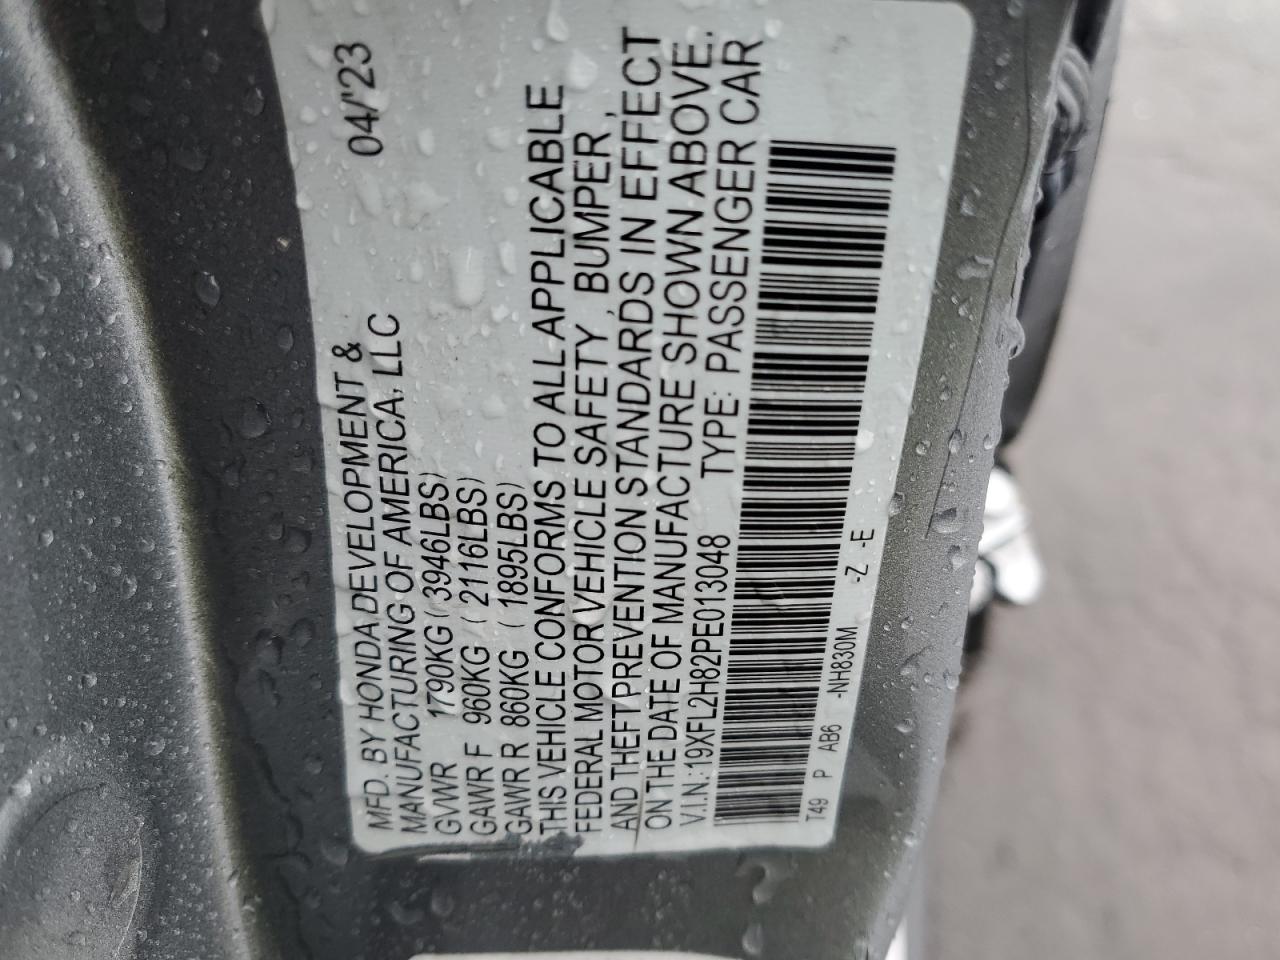 MFD. BY HONDA DEVELOPMENT & 04/'23
MANUFACTURING OF AMERICA, LLC
GVWR 1790KG ( 3946LBS)
GAWR F 960KG ( 2116LBS)
GAWR R 860KG ( 1895LBS)
THIS VEHICLE CONFORMS TO ALL APPLICABLE
FEDERAL MOTOR VEHICLE SAFETY , BUMPER ,
AND THEFT PREVENTION STANDARDS IN EFFECT
ON THE DATE OF MANUFACTURE SHOWN ABOVE.
V.I.N.: 19XFL2H82PE013048 TYPE: PASSENGER CAR
T49 P AB6 -NH830M -Z -E